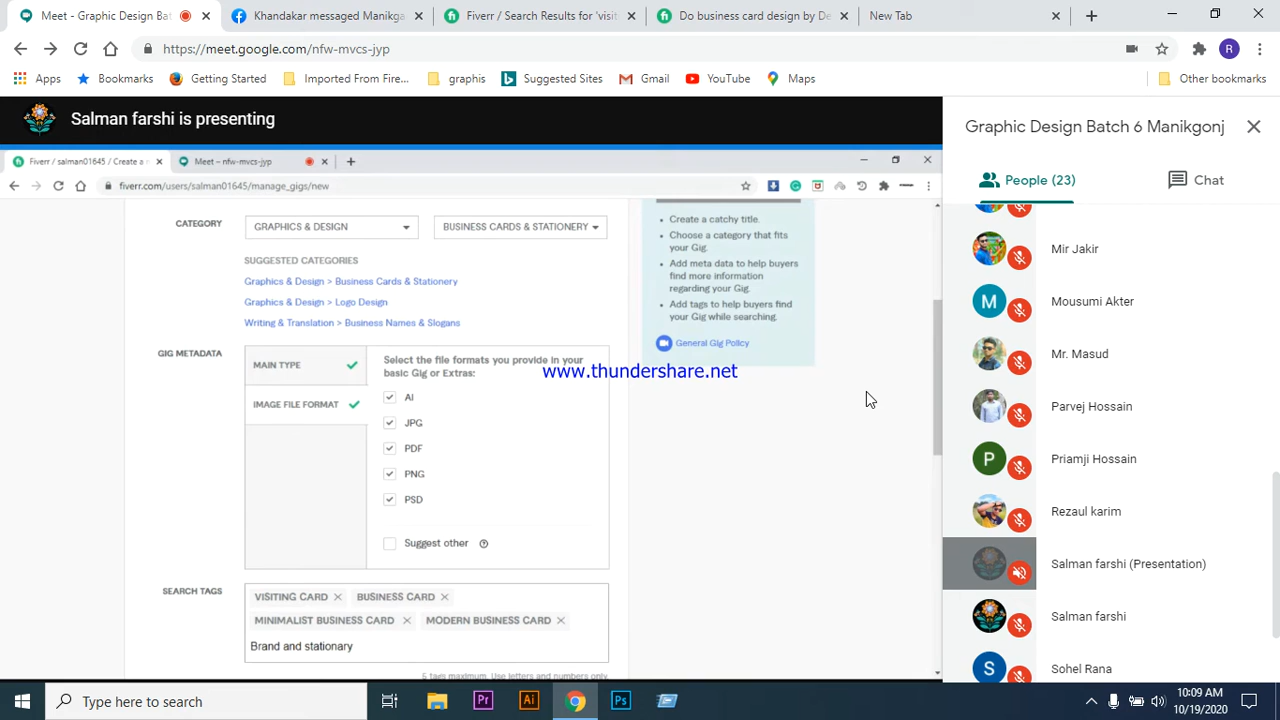 Meet - Graphic Design Bat
Khandakar messaged Manikga
Fiverr / Search Results for 'visit
Do business card design by De
New Tab
https://meet.google.com/nfw-mvcs-jyp
R
Apps
Bookmarks
Getting Started
Imported From Fire...
graphis
Suggested Sites
Gmail
YouTube
Maps
Other bookmarks
Salman farshi is presenting
Fiverr / salman01645 / Create a
Meet – nfw-mvcs-jyp
fiverr.com/users/salman01645/manage_gigs/new
CATEGORY
GRAPHICS & DESIGN
BUSINESS CARDS & STATIONERY
SUGGESTED CATEGORIES
Graphics & Design > Business Cards & Stationery
Graphics & Design > Logo Design
Writing & Translation > Business Names & Slogans
GIG METADATA
MAIN TYPE
IMAGE FILE FORMAT
Select the file formats you provide in your
basic Gig or Extras:
AI
JPG
PDF
PNG
PSD
Suggest other
SEARCH TAGS
VISITING CARD
BUSINESS CARD
MINIMALIST BUSINESS CARD
MODERN BUSINESS CARD
Brand and stationary
5 tags maximum. Use letters and numbers only.
• Create a catchy title.
• Choose a category that fits
your Gig.
• Add meta data to help buyers
find more information
regarding your Gig.
• Add tags to help buyers find
your Gig while searching.
General Gig Policy
www.thundershare.net
Graphic Design Batch 6 Manikgonj
People (23)
Chat
Mir Jakir
M
Mousumi Akter
Mr. Masud
Parvej Hossain
P
Priamji Hossain
Rezaul karim
Salman farshi (Presentation)
Salman farshi
S
Sohel Rana
Type here to search
Pr
Ai
Ps
10:09 AM
10/19/2020